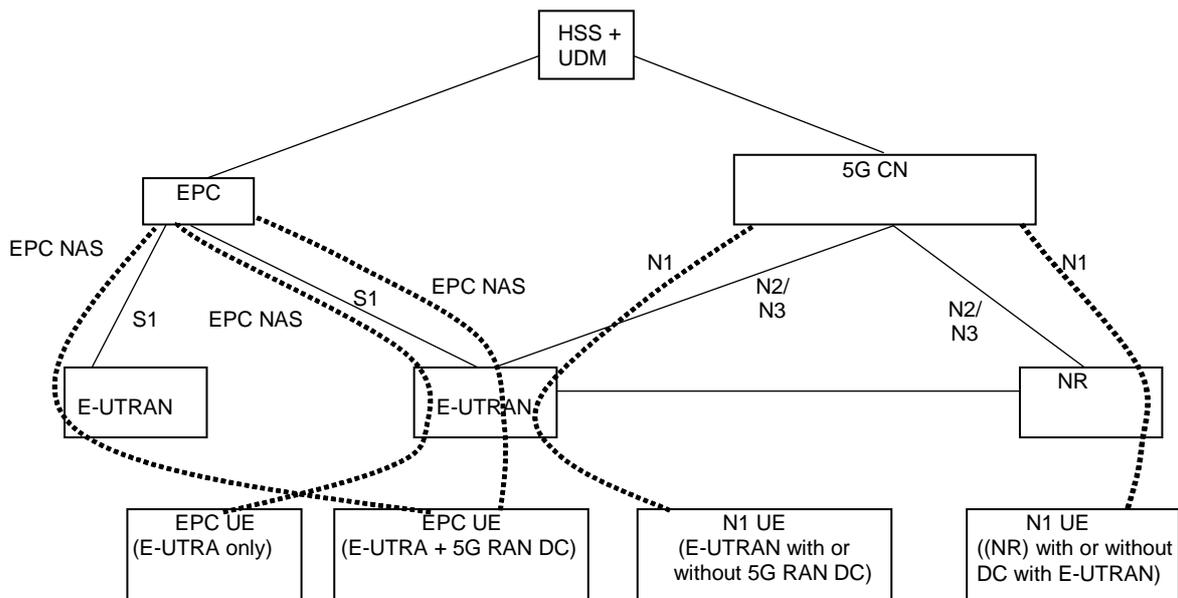 HSS +
UDM
5G CN
EPC
EPC NAS
N1
N1
S1
EPC NAS
N2/
N3
S1
EPC NAS
N2/
N3
NR
E-UTRAN
E-UTRAN
EPC UE
(E-UTRA only)
EPC UE
(E-UTRA + 5G RAN DC)
N1 UE
(E-UTRAN with or
without 5G RAN DC)
N1 UE
((NR) with or without
DC with E-UTRAN)